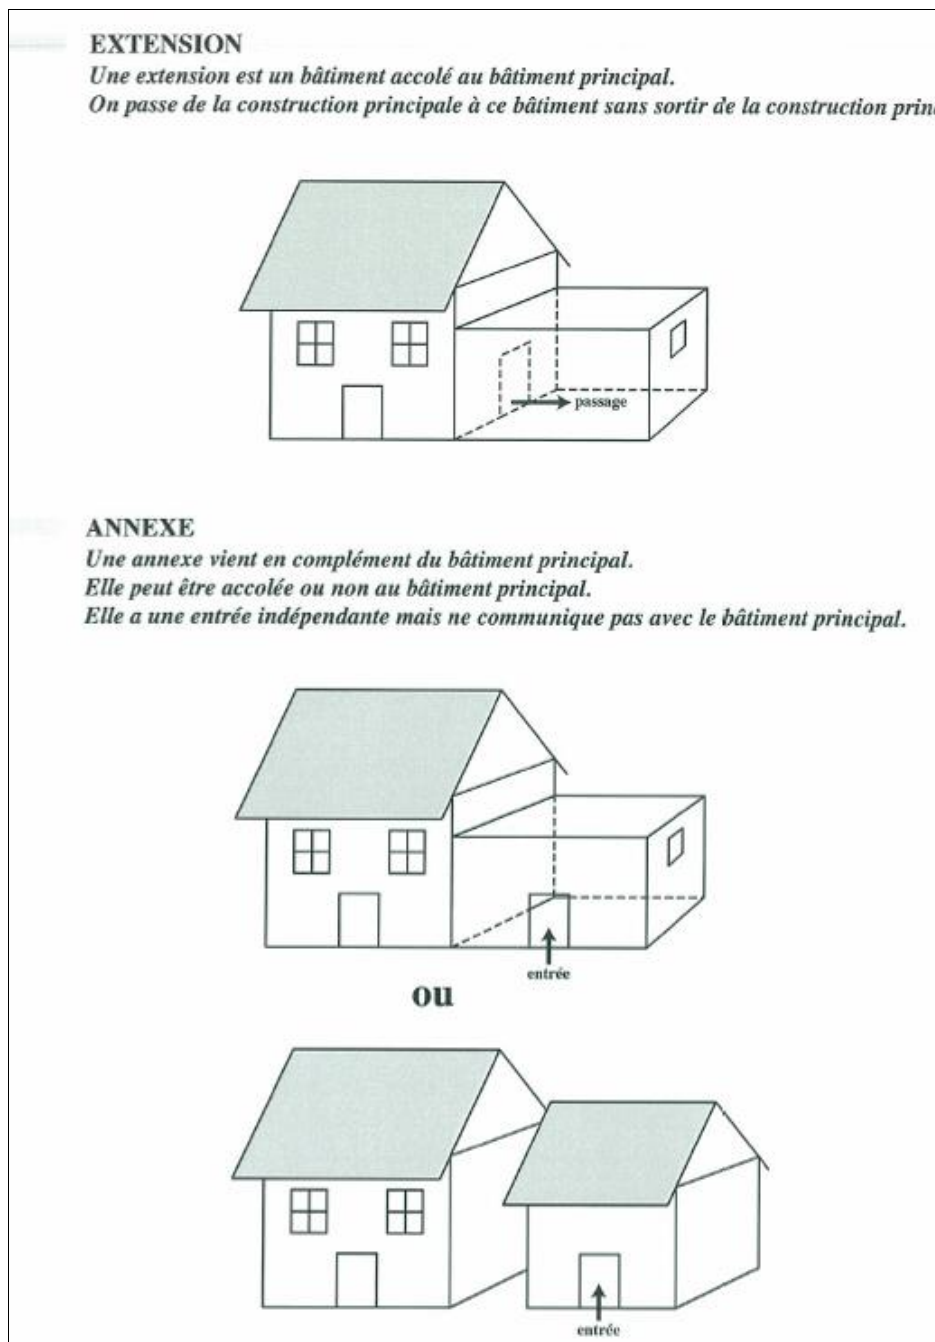 EXTENSION
Une extension est un bâtiment accolé au bâtiment principal.
On passe de la construction principale à ce bâtiment sans sortir de la construction
passage
ANNEXE
Une annexe vient en complément du bâtiment principal.
Elle peut être accolée ou non au bâtiment principal.
Elle a une entrée indépendante mais ne communique pas avec le bâtiment principal.
entrée
ou
entrée